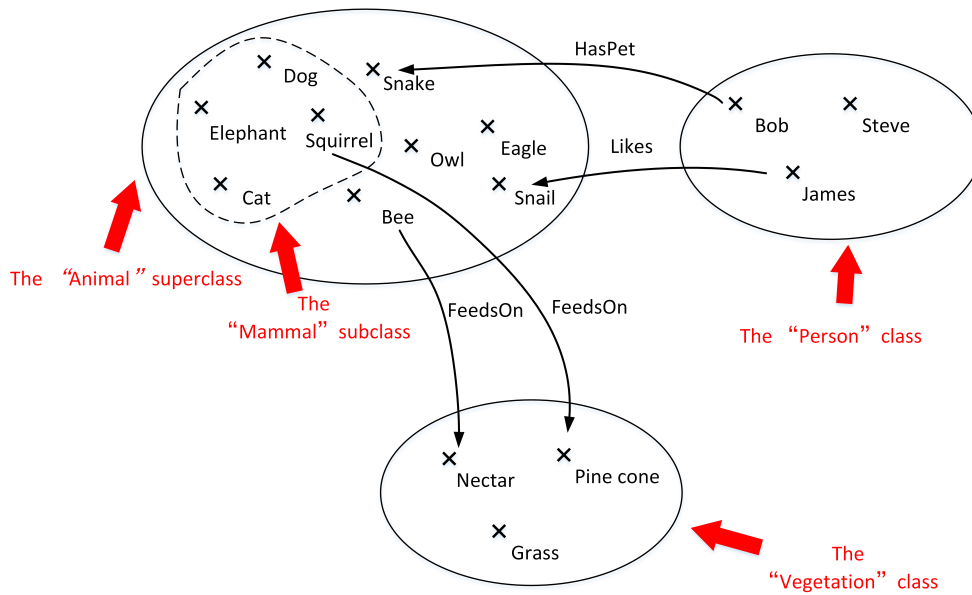 HasPet
Dog
Snake
Elephant
Squirrel
Owl
Eagle
Bob
Steve
Likes
Cat
Snail
James
Bee
The “Animal” superclass
The
“Mammal” subclass
FeedsOn
FeedsOn
The “Person” class
Nectar
Pine cone
Grass
The
“Vegetation” class